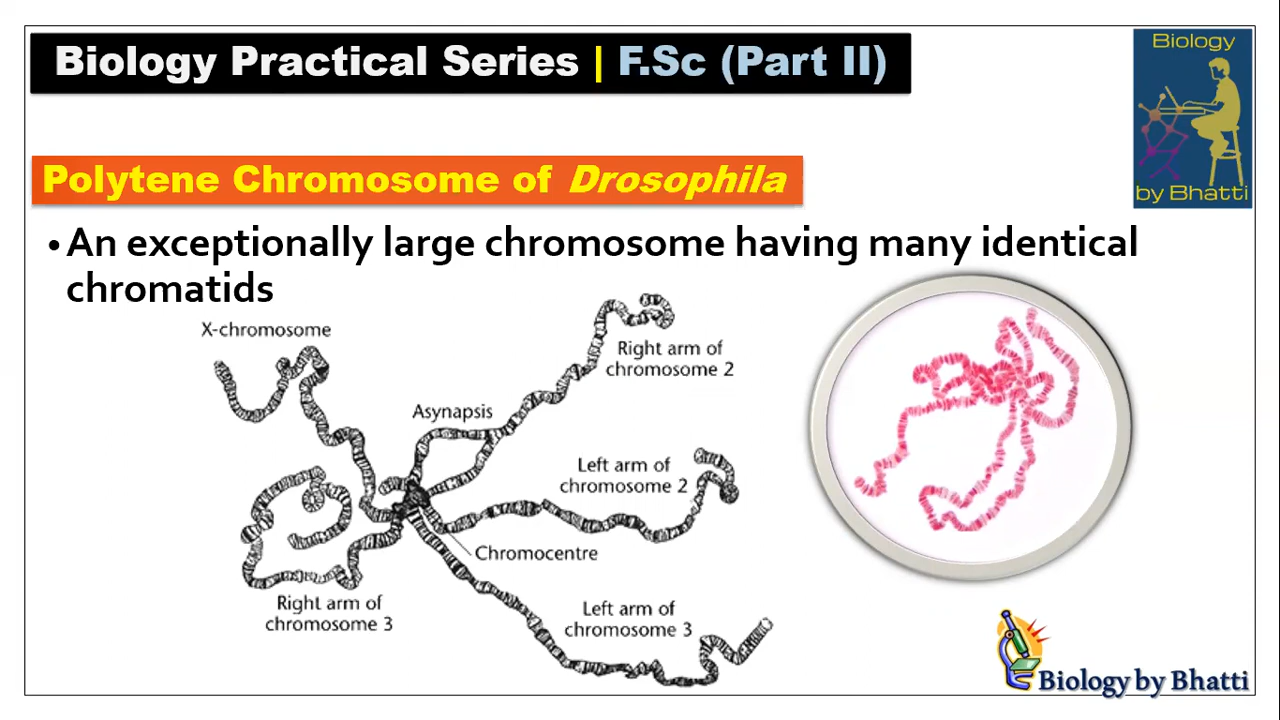 Biology Practical Series | F.Sc (Part II)
Biology
by Bhatti
Polytene Chromosome of Drosophila
• An exceptionally large chromosome having many identical
chromatids
X-chromosome
Right arm of
chromosome 2
Asynapsis
Left arm of
chromosome 2
Chromocentre
Right arm of
chromosome 3
Left arm of
chromosome 3
Biology by Bhatti